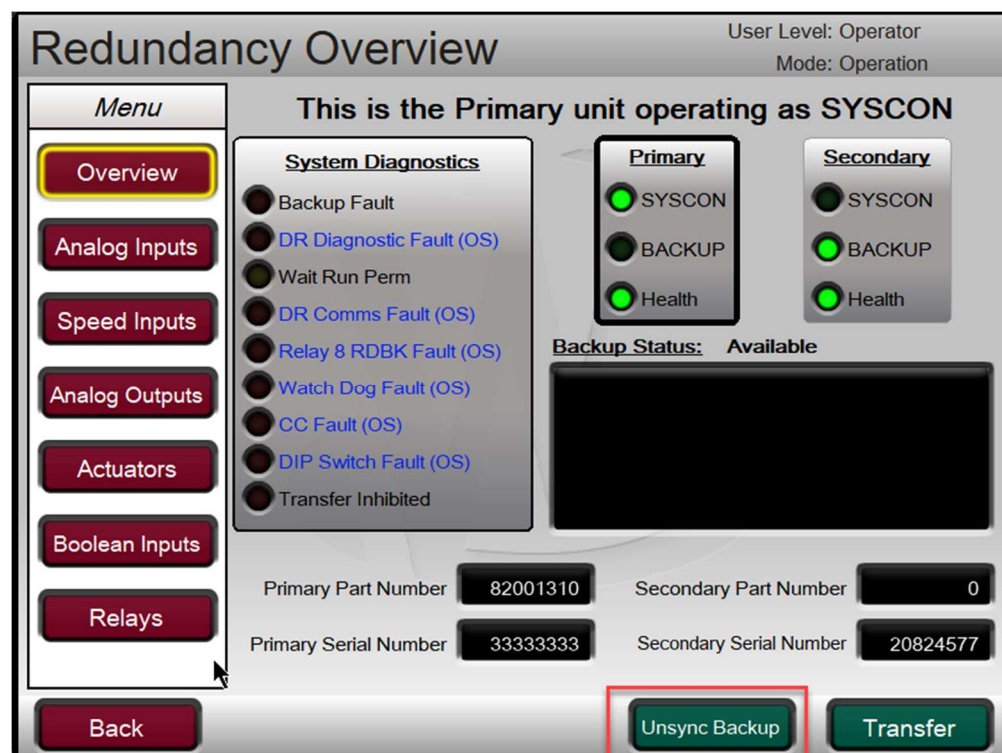 Redundancy Overview
User Level: Operator
Mode: Operation
Menu
Overview
Analog Inputs
Speed Inputs
Analog Outputs
Actuators
Boolean Inputs
Relays
This is the Primary unit operating as SYSCON
System Diagnostics
Backup Fault
DR Diagnostic Fault (OS)
Wait Run Perm
DR Comms Fault (OS)
Relay 8 RDBK Fault (OS)
Watch Dog Fault (OS)
CC Fault (OS)
DIP Switch Fault (OS)
Transfer Inhibited
Primary
SYSCON
BACKUP
Health
Secondary
SYSCON
BACKUP
Health
Backup Status: Available
Primary Part Number 82001310
Secondary Part Number 0
Primary Serial Number 33333333
Secondary Serial Number 20824577
Back
Unsync Backup
Transfer